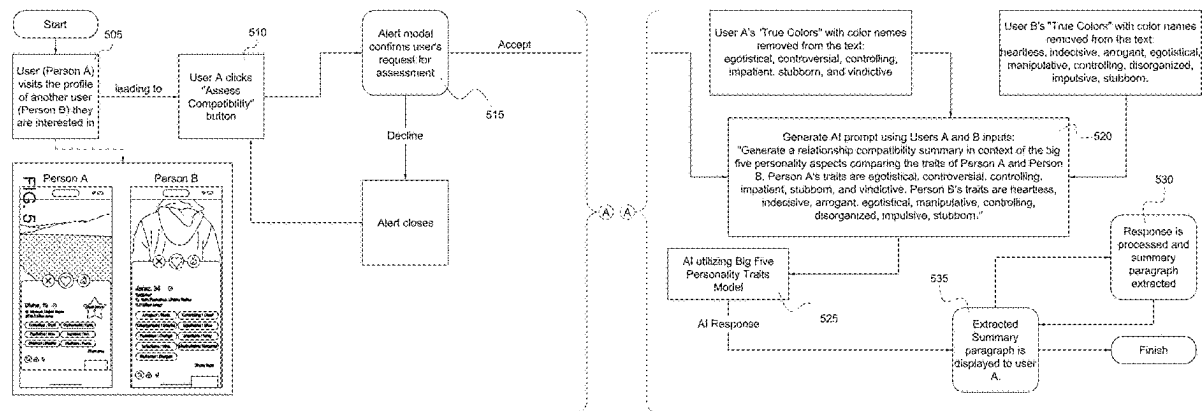 Start
505
User (Person A)
visits the profile
of another user
(Person B) they
are interested in
leading to
510
User A clicks
"Assess
Compatibility"
button
Alert modal
confirms user's
request for
assessment
515
Accept
Decline
Alert closes
Person A
Person B
FIG. 5
A
A
User A's "True Colors" with color names
removed from the text:
egotistical, controversial, controlling,
impatient, stubborn, and vindictive
User B's "True Colors" with color names
removed from the text:
heartless, indecisive, arrogant, egotistical,
manipulative, controlling, disorganized,
impulsive, stubborn.
520
Generate AI prompt using Users A and B inputs:
"Generate a relationship compatibility summary in context of the big
five personality aspects comparing the traits of Person A and Person
B. Person A's traits are egotistical, controversial, controlling,
impatient, stubborn, and vindictive. Person B's traits are heartless,
indecisive, arrogant, egotistical, manipulative, controlling,
disorganized, impulsive, stubborn."
AI utilizing Big Five
Personality Traits
Model
525
AI Response
530
Response is
processed and
summary
paragraph
extracted
535
Extracted
Summary
paragraph is
displayed to user
A.
Finish